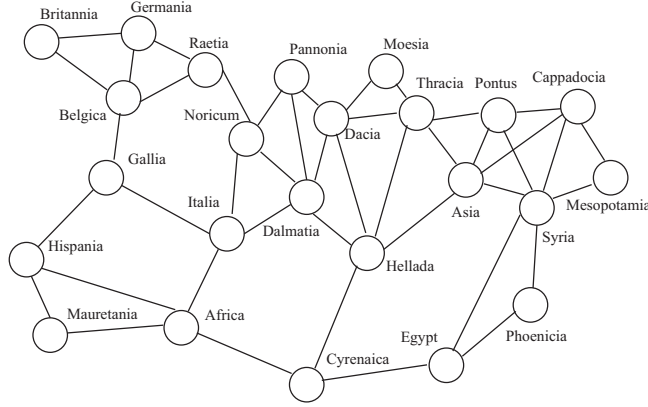 Britannia
Germania
Raetia
Pannonia
Moesia
Thracia
Pontus
Cappadocia
Belgica
Noricum
Dacia
Gallia
Italia
Dalmatia
Asia
Mesopotamia
Syria
Hispania
Hellada
Mauretania
Africa
Egypt
Phoenicia
Cyrenaica